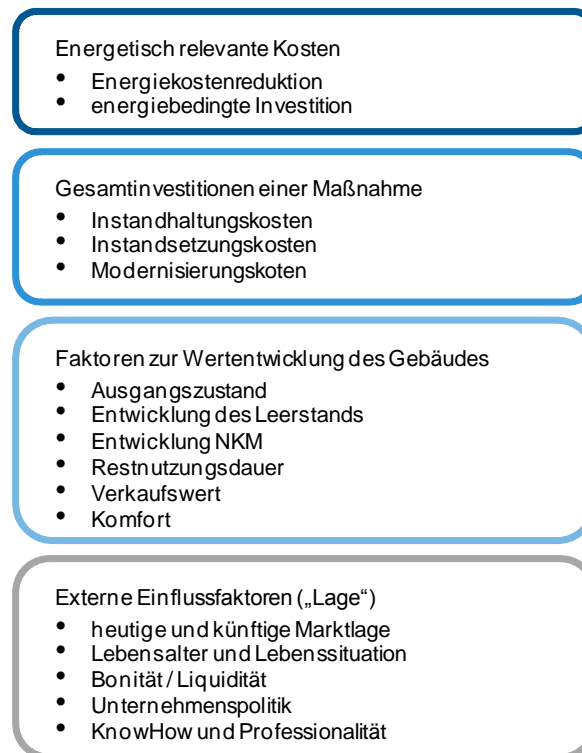 Energetisch relevante Kosten
• Energiekostenreduktion
• energiebedingte Investition
Gesamtinvestitionen einer Maßnahme
• Instandhaltungskosten
• Instandsetzungskosten
• Modernisierungskoten
Faktoren zur Wertentwicklung des Gebäudes
• Ausgangszustand
• Entwicklung des Leerstands
• Entwicklung NKM
• Restnutzungsdauer
• Verkaufswert
• Komfort
Externe Einflussfaktoren („Lage“)
• heutige und künftige Marktlage
• Lebensalter und Lebenssituation
• Bonität / Liquidität
• Unternehmenspolitik
• KnowHow und Professionalität